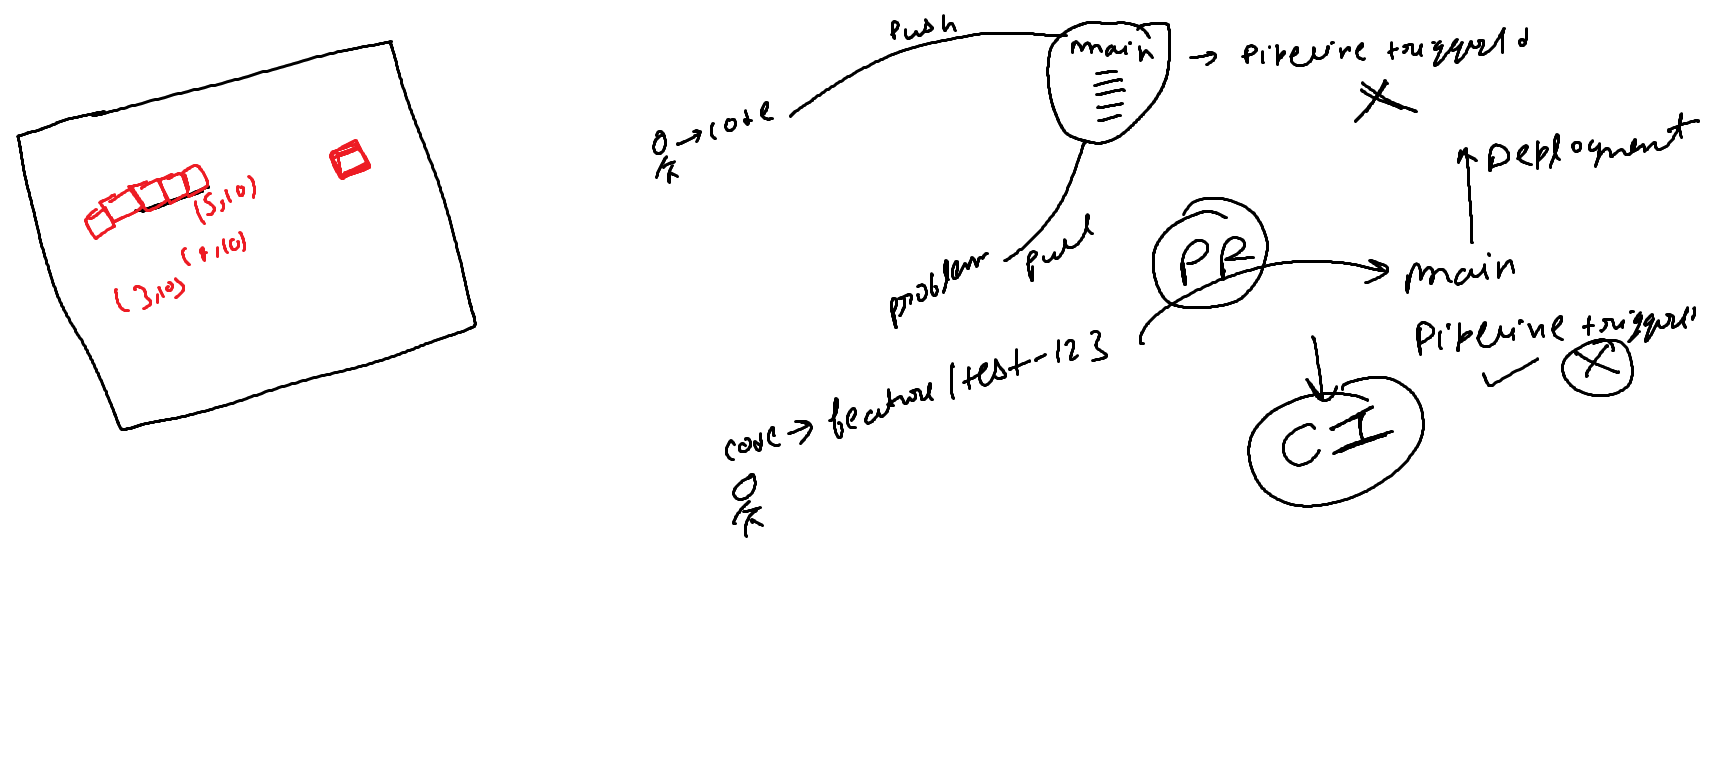 (5,10)
(4,10)
(3,10)
Push
main
→ Pipeline triggered
→ code
Deployment
problem
pull
PR
main
Pipeline triggers
code → feature/test-123
CI